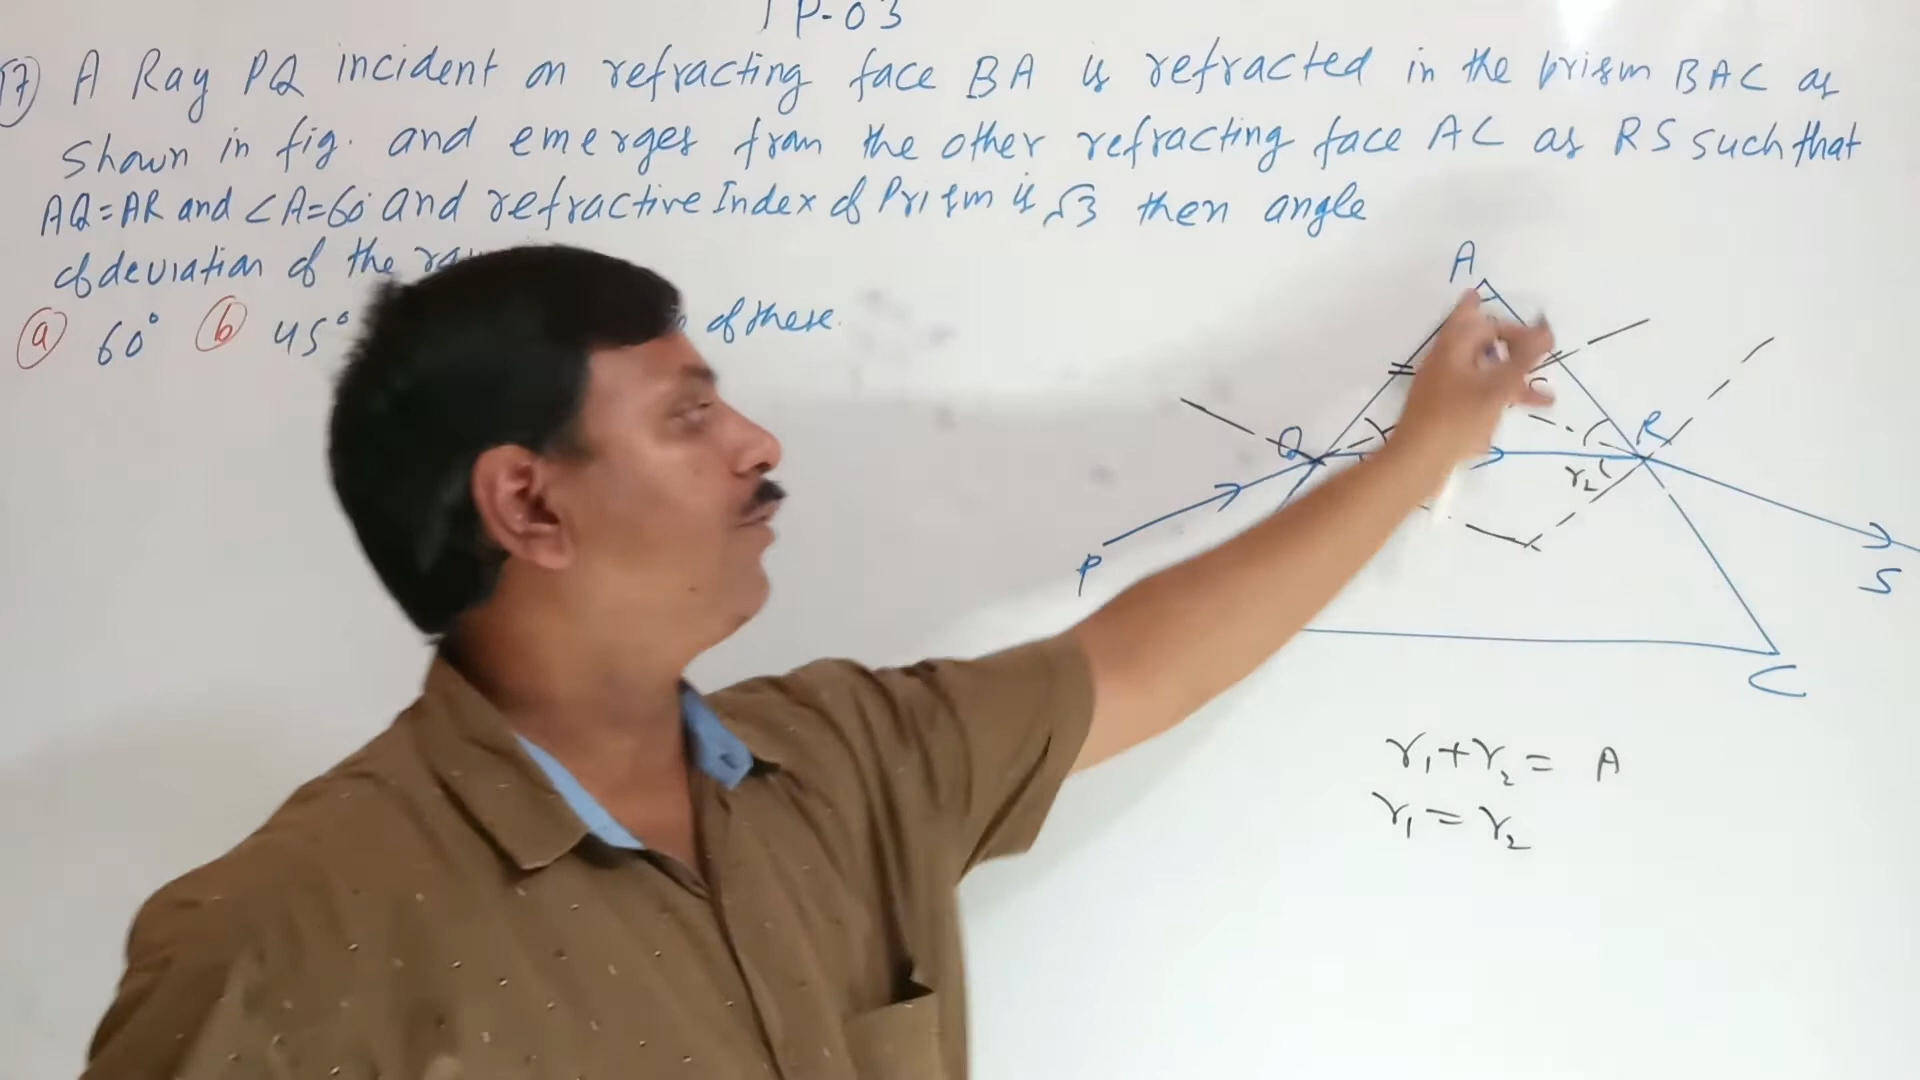 TP-03
17) A Ray PQ incident on refracting face BA is refracted in the prism BAC as
Shown in fig. and emerges from the other refracting face AC as RS such that
AQ=AR and ∠A=60° and refractive Index of Prism is √3 then angle
of deviation of the ray
(a) 60° (b) 45° of these.
A
Q
R
r₂
P
S
C
r₁+r₂= A
r₁=r₂